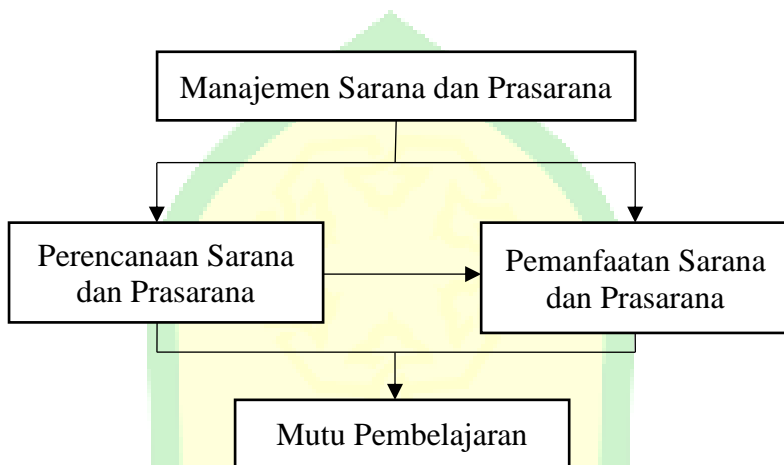 Manajemen Sarana dan Prasarana
Perencanaan Sarana
dan Prasarana
Pemanfaatan Sarana
dan Prasarana
Mutu Pembelajaran